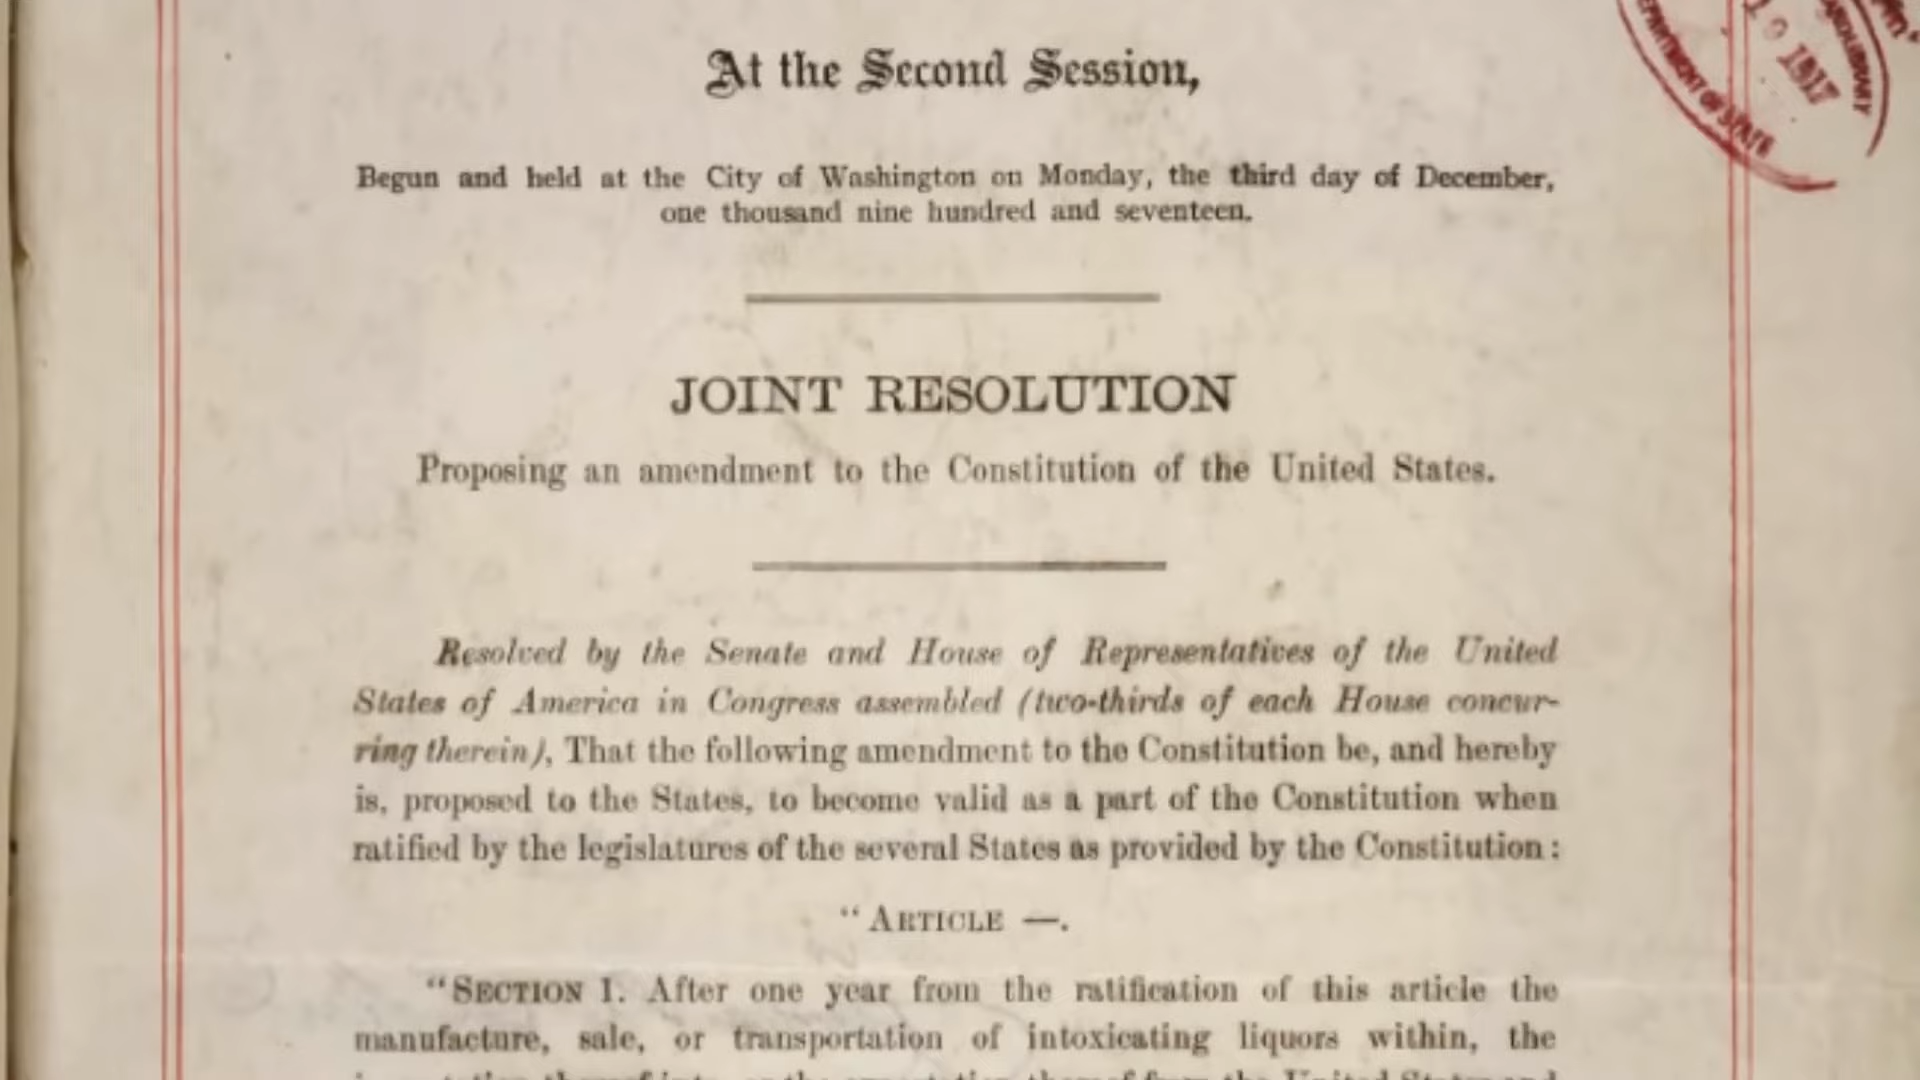 At the Second Session,
Begun and held at the City of Washington on Monday, the third day of December,
one thousand nine hundred and seventeen.
JOINT RESOLUTION
Proposing an amendment to the Constitution of the United States.
Resolved by the Senate and House of Representatives of the United
States of America in Congress assembled (two-thirds of each House concur-
ring therein), That the following amendment to the Constitution be, and hereby
is, proposed to the States, to become valid as a part of the Constitution when
ratified by the legislatures of the several States as provided by the Constitution:
"ARTICLE —.
"SECTION 1. After one year from the ratification of this article the
manufacture, sale, or transportation of intoxicating liquors within, the
1917
OF STATE